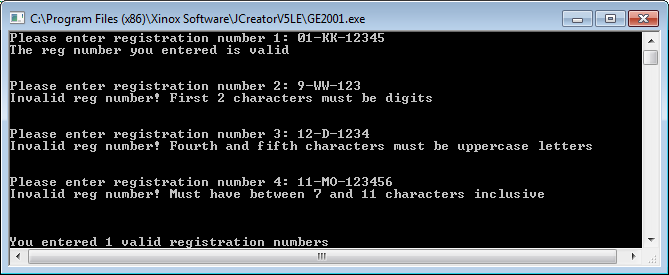 C:\Program Files (x86)\Xinox Software\JCreatorV5LE\GE2001.exe
Please enter registration number 1: 01-KK-12345
The reg number you entered is valid
Please enter registration number 2: 9-WW-123
Invalid reg number! First 2 characters must be digits
Please enter registration number 3: 12-D-1234
Invalid reg number! Fourth and fifth characters must be uppercase letters
Please enter registration number 4: 11-MO-123456
Invalid reg number! Must have between 7 and 11 characters inclusive
You entered 1 valid registration numbers